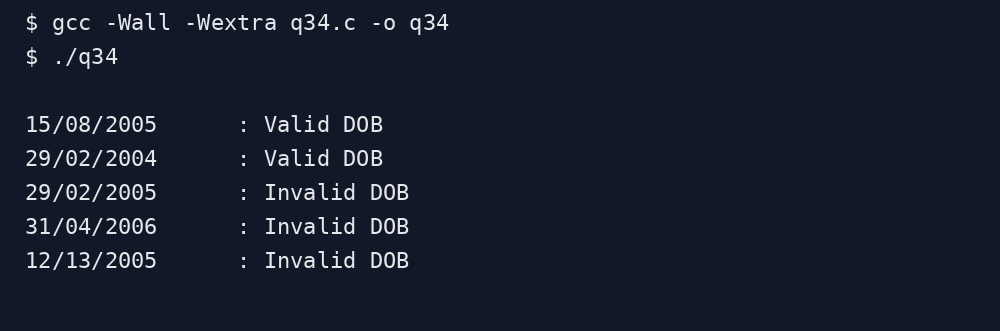 $ gcc -Wall -Wextra q34.c -o q34
$ ./q34
15/08/2005      : Valid DOB
29/02/2004      : Valid DOB
29/02/2005      : Invalid DOB
31/04/2006      : Invalid DOB
12/13/2005      : Invalid DOB